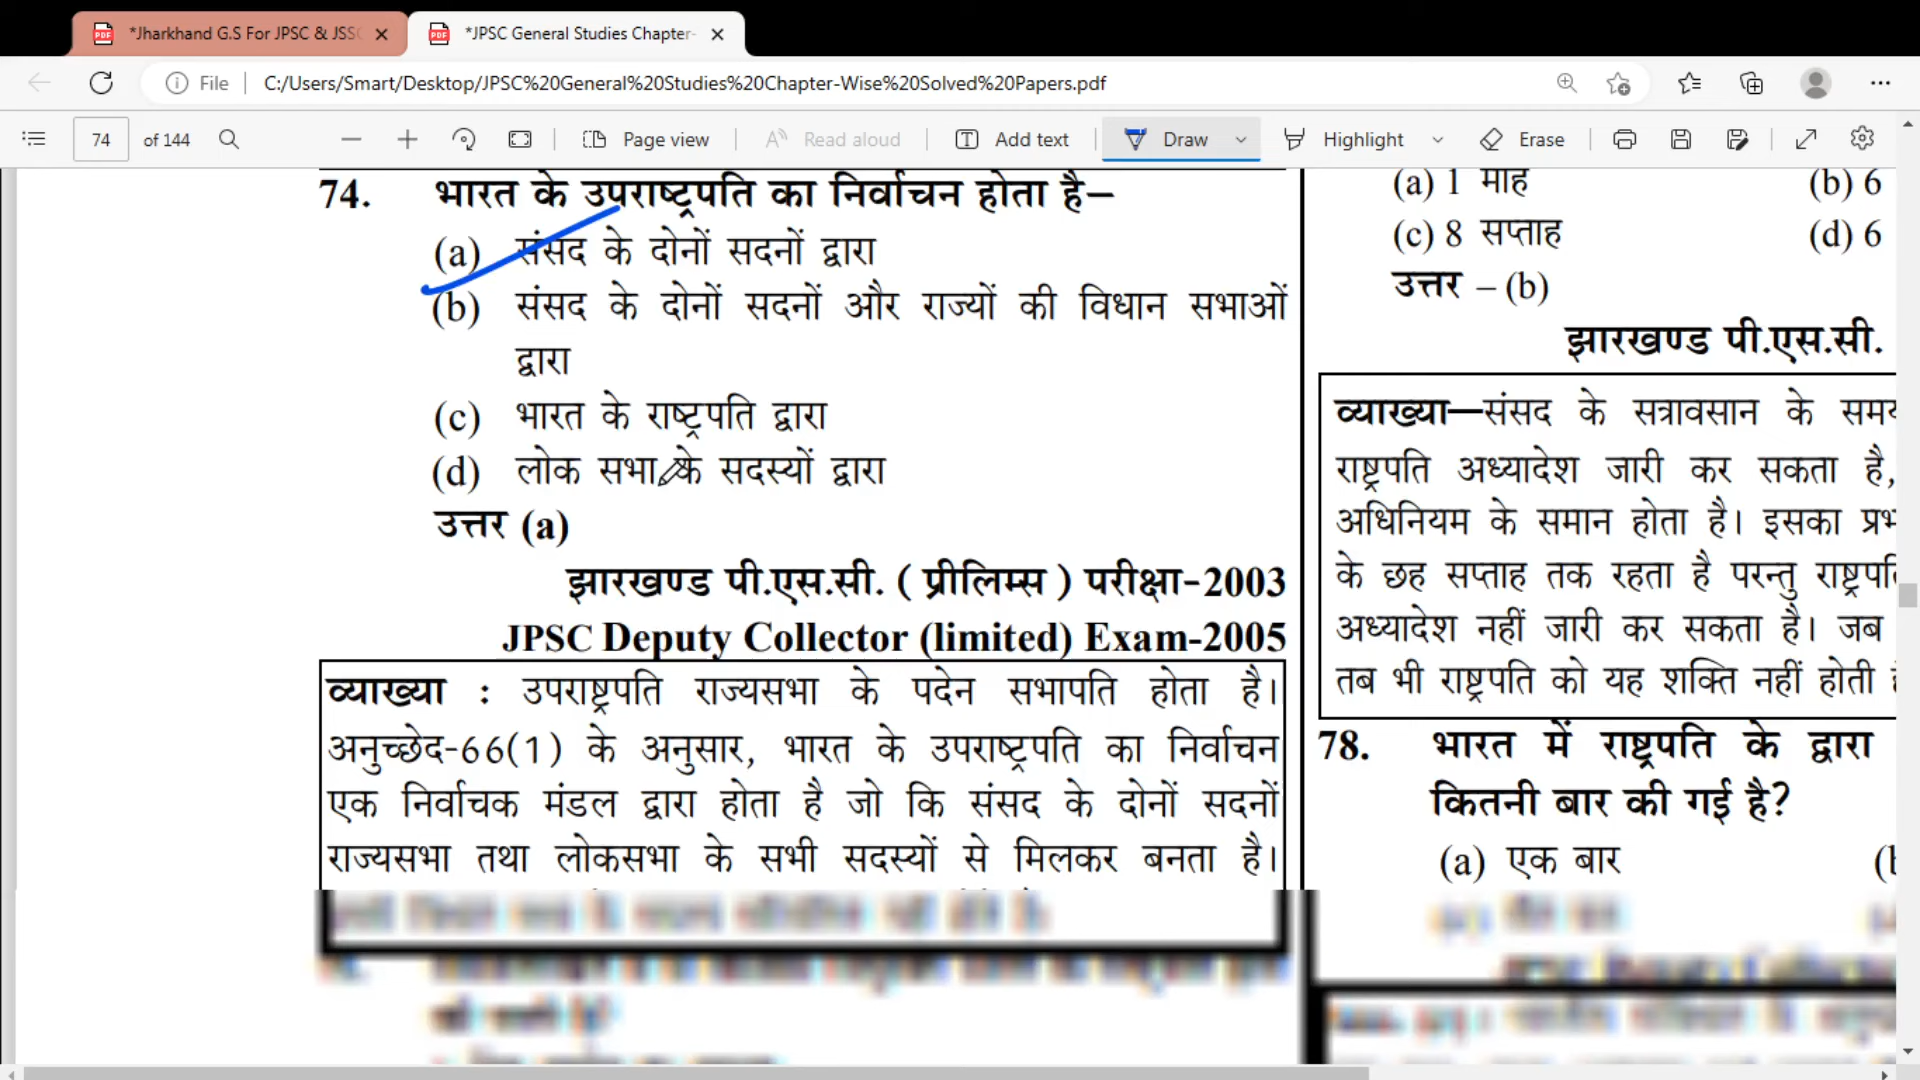 *Jharkhand G.S For JPSC & JSSC
*JPSC General Studies Chapter-
File
C:/Users/Smart/Desktop/JPSC%20General%20Studies%20Chapter-Wise%20Solved%20Papers.pdf
74 of 144
Page view
Read aloud
Add text
Draw
Highlight
Erase
74. भारत के उपराष्ट्रपति का निर्वाचन होता है–
(a) संसद के दोनों सदनों द्वारा
(b) संसद के दोनों सदनों और राज्यों की विधान सभाओं
द्वारा
(c) भारत के राष्ट्रपति द्वारा
(d) लोक सभा के सदस्यों द्वारा
उत्तर (a)
झारखण्ड पी.एस.सी. ( प्रीलिम्स ) परीक्षा-2003
JPSC Deputy Collector (limited) Exam-2005
व्याख्या : उपराष्ट्रपति राज्यसभा के पदेन सभापति होता है।
अनुच्छेद-66(1) के अनुसार, भारत के उपराष्ट्रपति का निर्वाचन
एक निर्वाचक मंडल द्वारा होता है जो कि संसद के दोनों सदनों
राज्यसभा तथा लोकसभा के सभी सदस्यों से मिलकर बनता है।
(a) 1 माह (b) 6
(c) 8 सप्ताह (d) 6
उत्तर – (b)
झारखण्ड पी.एस.सी.
व्याख्या—संसद के सत्रावसान के समय
राष्ट्रपति अध्यादेश जारी कर सकता है,
अधिनियम के समान होता है। इसका
के छह सप्ताह तक रहता है परन्तु
अध्यादेश नहीं जारी कर सकता है। जब
तब भी राष्ट्रपति को यह शक्ति नहीं होती
78. भारत में राष्ट्रपति के द्वारा
कितनी बार की गई है?
(a) एक बार